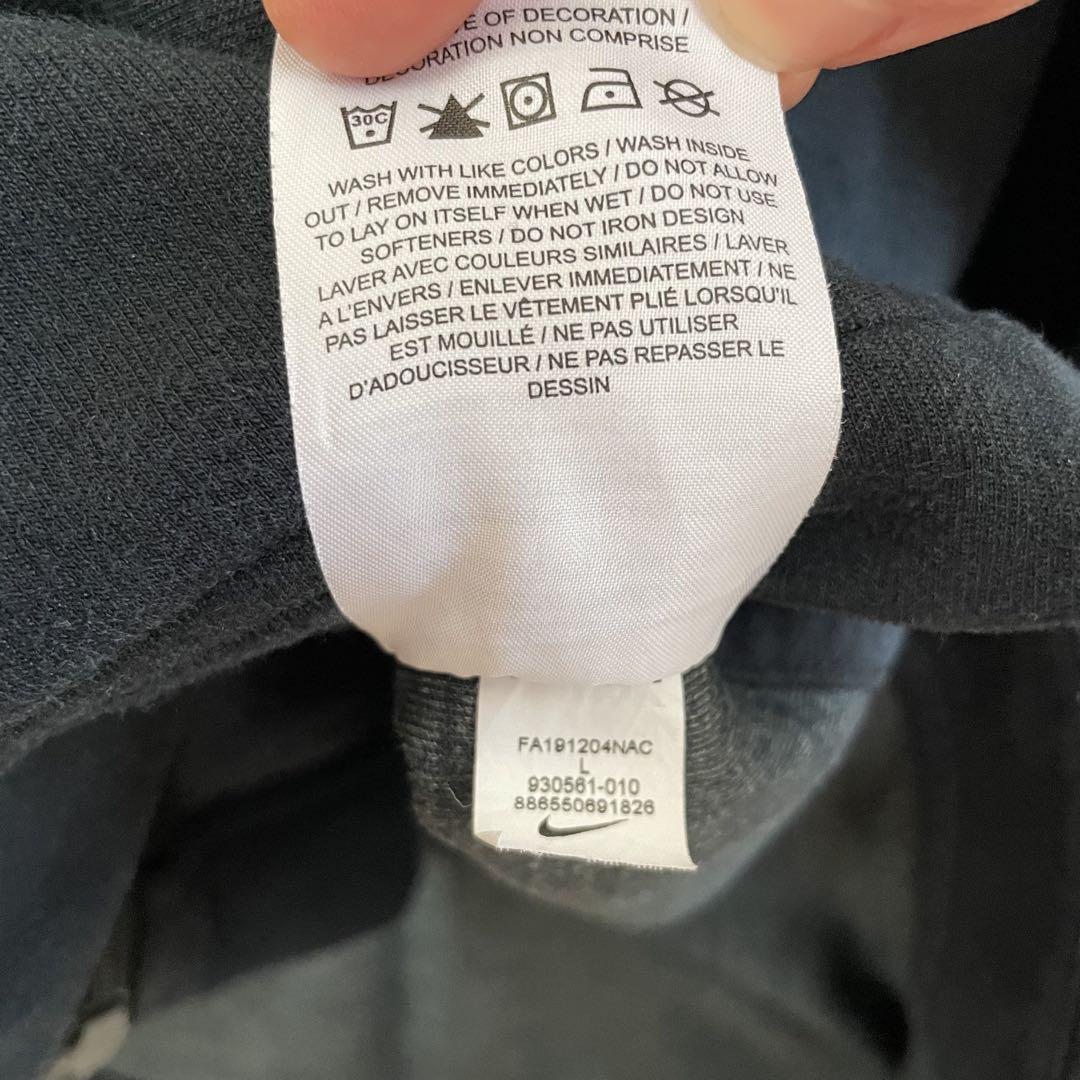 OF DECORATION /
DECORATION NON COMPRISE
30C
WASH WITH LIKE COLORS / WASH INSIDE
OUT / REMOVE IMMEDIATELY / DO NOT ALLOW
TO LAY ON ITSELF WHEN WET / DO NOT USE
SOFTENERS / DO NOT IRON DESIGN
LAVER AVEC COULEURS SIMILAIRES / LAVER
A L'ENVERS / ENLEVER IMMEDIATEMENT / NE
PAS LAISSER LE VÊTEMENT PLIÉ LORSQU'IL
EST MOUILLÉ / NE PAS UTILISER
D'ADOUCISSEUR / NE PAS REPASSER LE
DESSIN
FA191204NAC
L
930561-010
886550691826